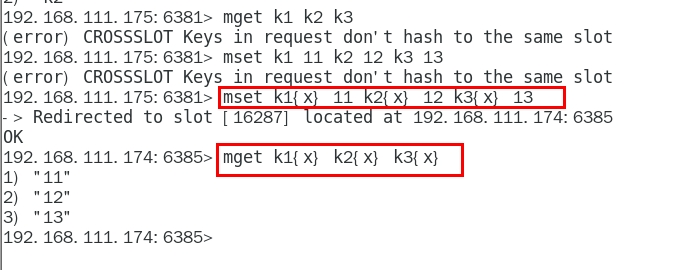 2) "k2"
192.168.111.175:6381> mget k1 k2 k3
(error) CROSSSLOT Keys in request don't hash to the same slot
192.168.111.175:6381> mset k1 11 k2 12 k3 13
(error) CROSSSLOT Keys in request don't hash to the same slot
192.168.111.175:6381> mset k1{x} 11 k2{x} 12 k3{x} 13
-> Redirected to slot [16287] located at 192.168.111.174:6385
OK
192.168.111.174:6385> mget k1{x} k2{x} k3{x}
1) "11"
2) "12"
3) "13"
192.168.111.174:6385>